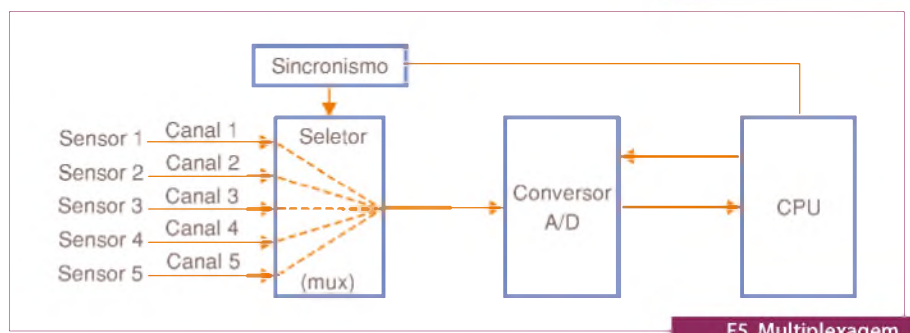 Sincronismo
Sensor 1 Canal 1
Sensor 2 Canal 2
Sensor 3 Canal 3
Sensor 4 Canal 4
Sensor 5 Canal 5
Seletor
(mux)
Conversor
A/D
CPU
F5. Multiplexagem